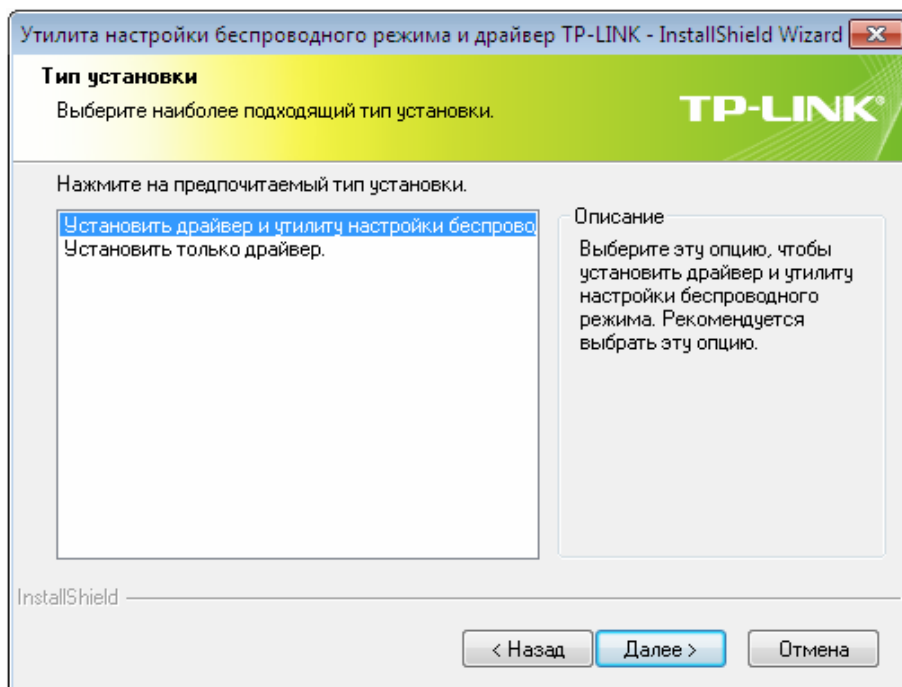 Утилита настройки беспроводного режима и драйвер TP-LINK - InstallShield Wizard
Тип установки
Выберите наиболее подходящий тип установки.
TP-LINK®
Нажмите на предпочитаемый тип установки.
Установить драйвер и утилиту настройки беспрово
Установить только драйвер.
Описание
Выберите эту опцию, чтобы
установить драйвер и утилиту
настройки беспроводного
режима. Рекомендуется
выбрать эту опцию.
InstallShield
< Назад
Далее >
Отмена